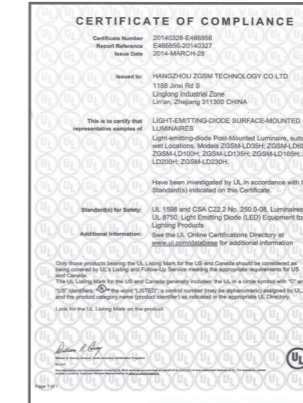 CERTIFICATE OF COMPLIANCE
Certificate Number 20140328-E466856
Report Reference E466856-20140327
Issue Date 2014-MARCH-28
Issued to: HANGZHOU ZGSM TECHNOLOGY CO LTD
1188 Jinxi Rd S
Linglong Industrial Zone
Lin'an, Zhejiang 311300 CHINA
This is to certify that LIGHT-EMITTING-DIODE SURFACE-MOUNTED
representative samples of LUMINAIRES
Light-emitting-diode Post-Mounted Luminaire, suita
wet Locations, Models ZGSM-LD35H; ZGSM-LD65
ZGSM-LD100H; ZGSM-LD135H; ZGSM-LD165H; Z
LD200H; ZGSM-LD230H.
Have been investigated by UL in accordance with t
Standard(s) indicated on this Certificate.
Standard(s) for Safety: UL 1598 and CSA C22.2 No. 250.0-08, Luminaires
UL 8750, Light Emitting Diode (LED) Equipment for
Lighting Products
Additional Information: See the UL Online Certifications Directory at
www.ul.com/database for additional information
Only those products bearing the UL Listing Mark for the US and Canada should be considered as
being covered by UL's Listing and Follow-Up Service meeting the appropriate requirements for US
and Canada.
The UL Listing Mark for the US and Canada generally includes: the UL in a circle symbol with "C" an
"US" identifiers: the word "LISTED"; a control number (may be alphanumeric) assigned by UL;
and the product category name (product identifier) as indicated in the appropriate UL Directory.
Look for the UL Listing Mark on the product.
UL
Page 1 of 1